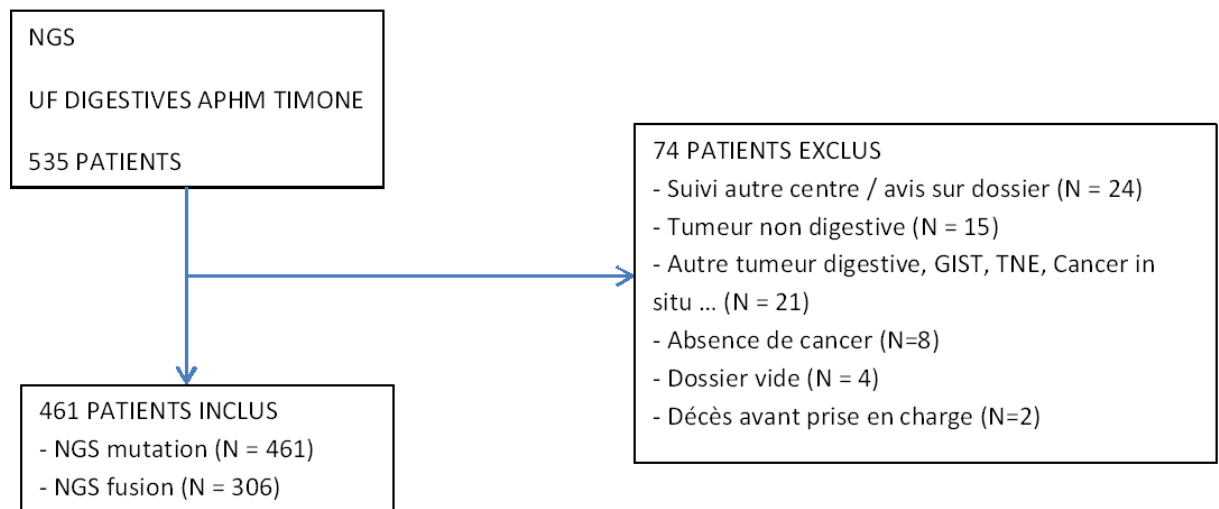 NGS
UF DIGESTIVES APHM TIMONE
535 PATIENTS
74 PATIENTS EXCLUS
- Suivi autre centre / avis sur dossier (N = 24)
- Tumeur non digestive (N = 15)
- Autre tumeur digestive, GIST, TNE, Cancer in
situ ... (N = 21)
- Absence de cancer (N=8)
- Dossier vide (N = 4)
- Décès avant prise en charge (N=2)
461 PATIENTS INCLUS
- NGS mutation (N = 461)
- NGS fusion (N = 306)